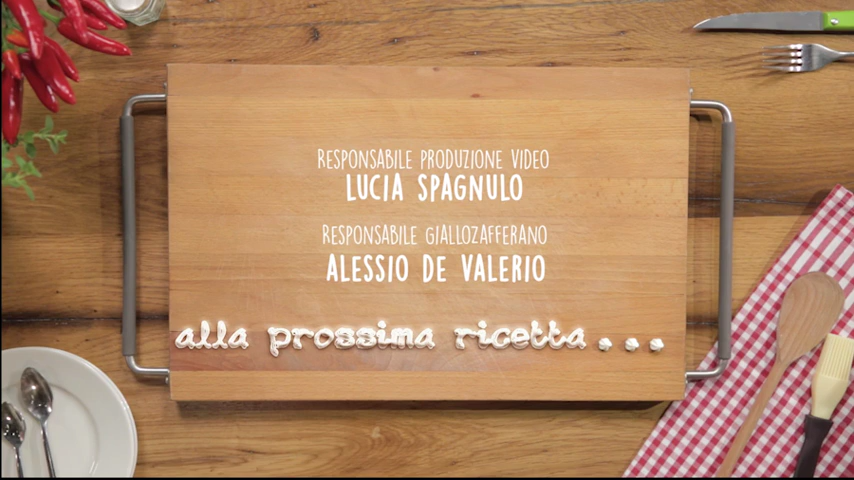 RESPONSABILE PRODUZIONE VIDEO
LUCIA SPAGNULO
RESPONSABILE GIALLOZAFFERANO
ALESSIO DE VALERIO
alla prossima ricetta...